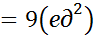 = 9(е∂²)